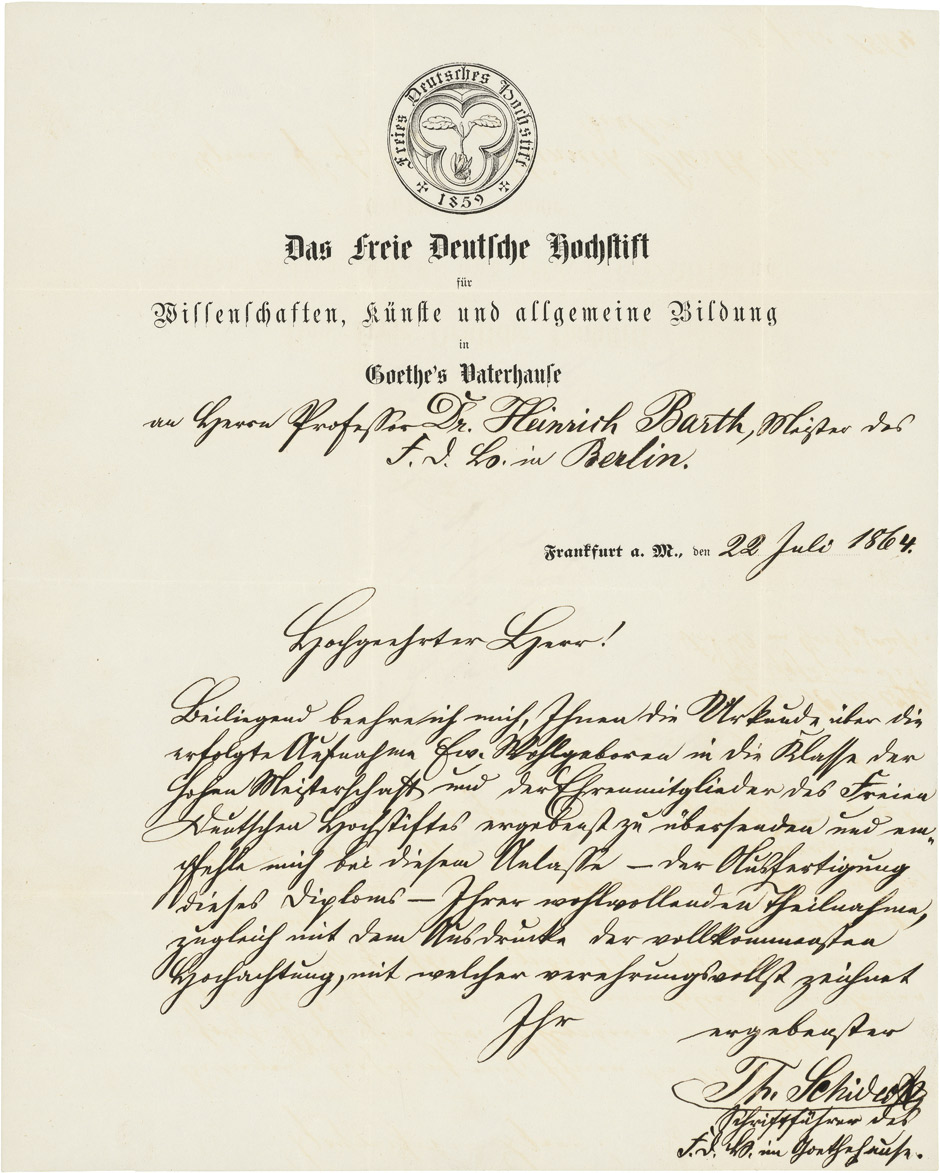 Freies Deutsches Hochstift
1859
Das Freie Deutsche Hochstift
für
Wissenschaften, Künste und allgemeine Bildung
in
Goethe's Vaterhause
an Herrn Professor Dr. Heinrich Barth, Meister des
F. D. H. in Berlin.
Frankfurt a. M., den 22 Juli 1864.
Hochgeehrter Herr!
Beiliegend beehre ich mich, Ihnen die Urkunde über die
erfolgte Aufnahme Ew. Wohlgeboren in die Klasse der
Hohen Meisterschaft und der Ehrenmitglieder des Freien
Deutschen Hochstiftes ergebenst zu übersenden und em-
pfehle mich bei diesem Anlasse — der Ausfertigung
dieses Diploms — Ihrer wohlwollenden Theilnahme,
zugleich mit dem Ausdrucke der vollkommensten
Hochachtung, mit welcher verehrungsvollst zeichnet
Ihr ergebenster
Th.
Schriftführer des
F. D. H. im Goethehause.